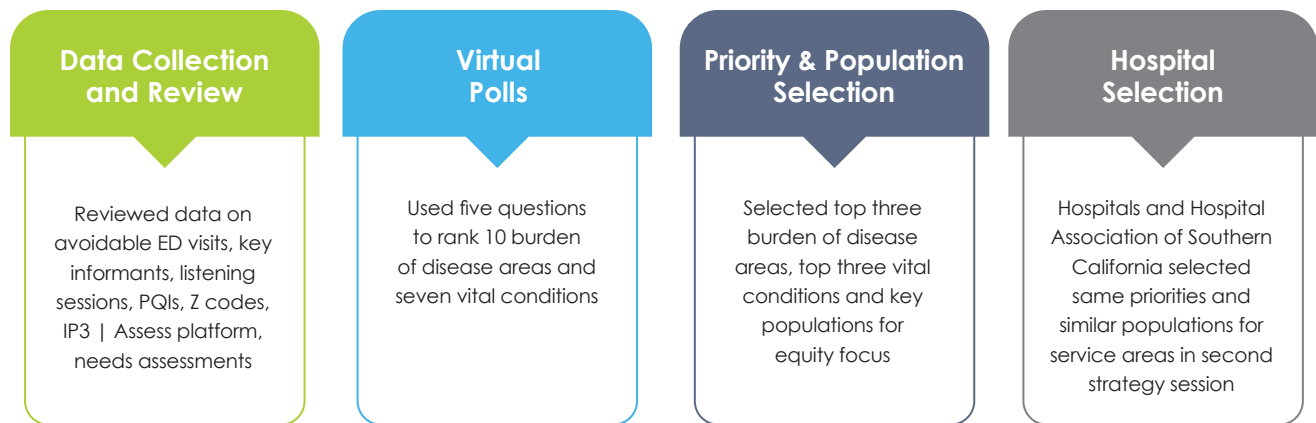 Data Collection
and Review
Reviewed data on
avoidable ED visits, key
informants, listening
sessions, PQIs, Z codes,
IP3 | Assess platform,
needs assessments
Virtual
Polls
Used five questions
to rank 10 burden
of disease areas and
seven vital conditions
Priority & Population
Selection
Selected top three
burden of disease
areas, top three vital
conditions and key
populations for
equity focus
Hospital
Selection
Hospitals and Hospital
Association of Southern
California selected
same priorities and
similar populations for
service areas in second
strategy session